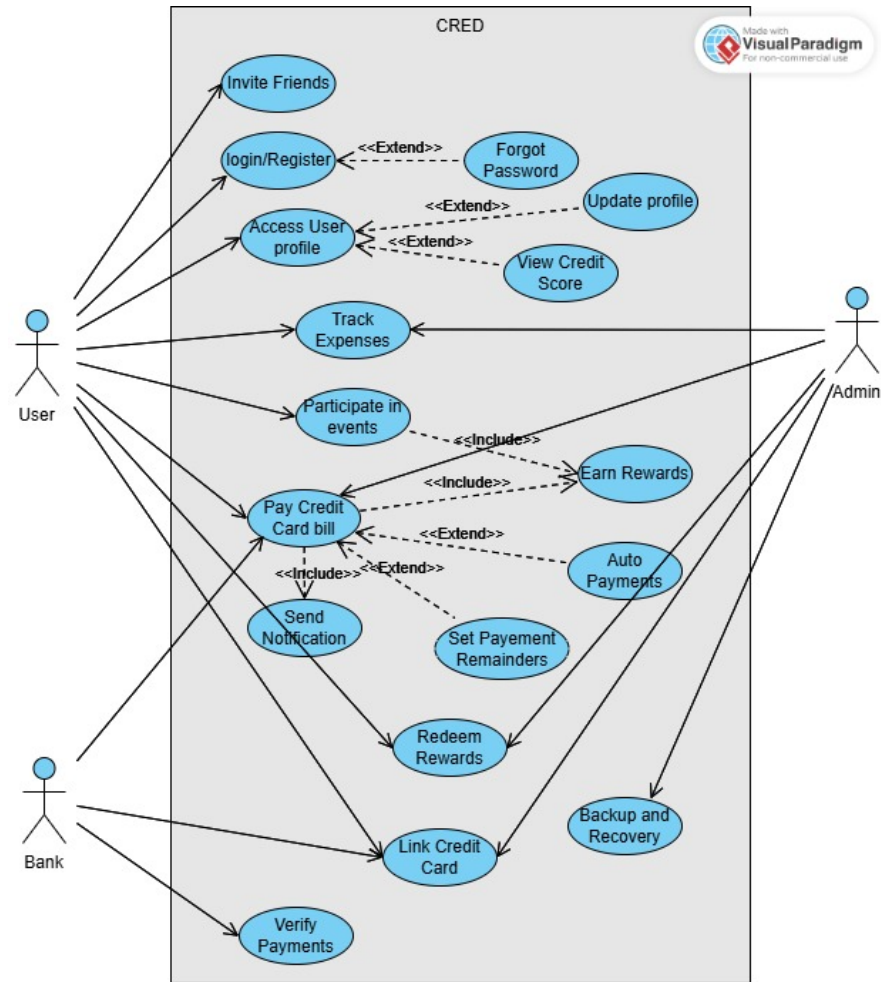 CRED
Made with
Visual Paradigm
For non-commercial use
Invite Friends
login/Register
<<Extend>>
Forgot
Password
Access User
profile
<<Extend>>
Update profile
<<Extend>>
View Credit
Score
User
Track
Expenses
Admin
Participate in
events
<<Include>>
Earn Rewards
<<Include>>
Pay Credit
Card bill
<<Extend>>
Auto
Payments
<<Include>>
<<Extend>>
Send
Notification
Set Payement
Remainders
Redeem
Rewards
Backup and
Recovery
Bank
Link Credit
Card
Verify
Payments